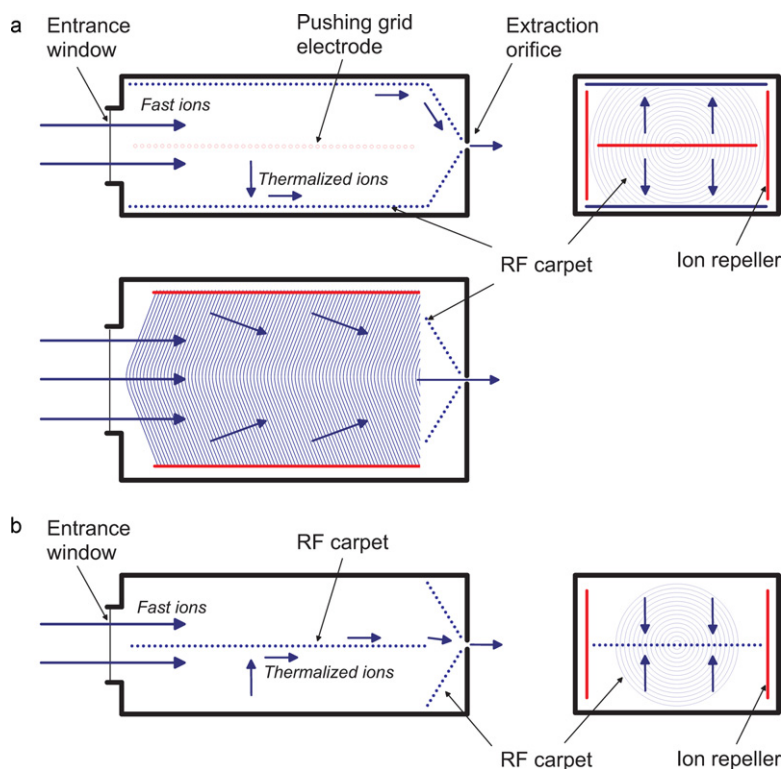 a
Entrance
window
Pushing grid
electrode
Extraction
orifice
Fast ions
Thermalized ions
RF carpet
Ion repeller
b
Entrance
window
RF carpet
Fast ions
Thermalized ions
RF carpet
Ion repeller